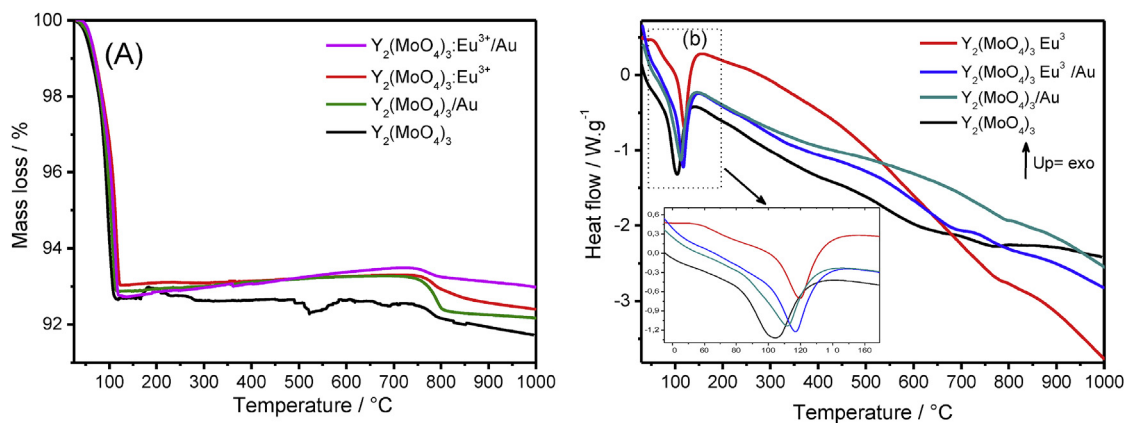 (A)
Y₂(MoO₄)₃:Eu³⁺/Au
Y₂(MoO₄)₃:Eu³⁺
Y₂(MoO₄)₃/Au
Y₂(MoO₄)₃
Mass loss / %
100
98
96
94
93
92
100 200 300 400 500 600 700 800 900 1000
Temperature / °C
(b)
Y₂(MoO₄)₃ Eu³
Y₂(MoO₄)₃ Eu³ /Au
Y₂(MoO₄)₃/Au
Y₂(MoO₄)₃
Up= exo
Heat flow / W.g⁻¹
0
-1
-2
-3
0,6
0,3
0,0
-0,3
-0,6
-0,9
-1,2
0 60 80 100 120 1 0 160
100 200 300 400 500 600 700 800 900 1000
Temperature / °C